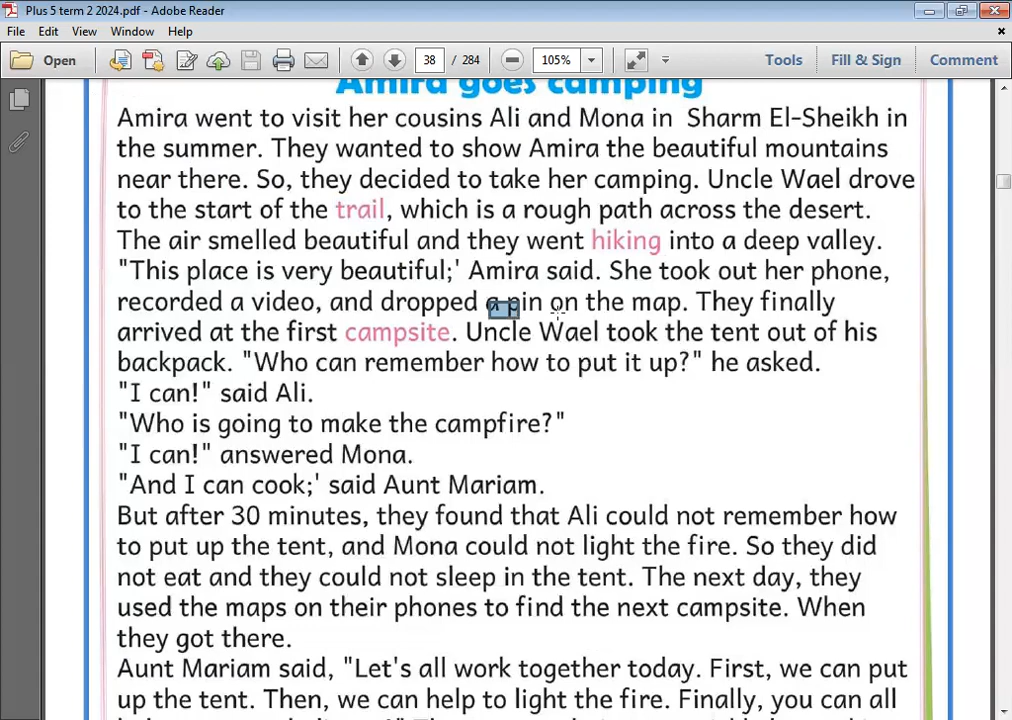 Plus 5 term 2 2024.pdf - Adobe Reader
File Edit View Window Help
Open 38 / 284 105% Tools Fill & Sign Comment
Amira goes camping
Amira went to visit her cousins Ali and Mona in Sharm El-Sheikh in
the summer. They wanted to show Amira the beautiful mountains
near there. So, they decided to take her camping. Uncle Wael drove
to the start of the trail, which is a rough path across the desert.
The air smelled beautiful and they went hiking into a deep valley.
"This place is very beautiful;' Amira said. She took out her phone,
recorded a video, and dropped a pin on the map. They finally
arrived at the first campsite. Uncle Wael took the tent out of his
backpack. "Who can remember how to put it up?" he asked.
"I can!" said Ali.
"Who is going to make the campfire?"
"I can!" answered Mona.
"And I can cook;' said Aunt Mariam.
But after 30 minutes, they found that Ali could not remember how
to put up the tent, and Mona could not light the fire. So they did
not eat and they could not sleep in the tent. The next day, they
used the maps on their phones to find the next campsite. When
they got there.
Aunt Mariam said, "Let's all work together today. First, we can put
up the tent. Then, we can help to light the fire. Finally, you can all